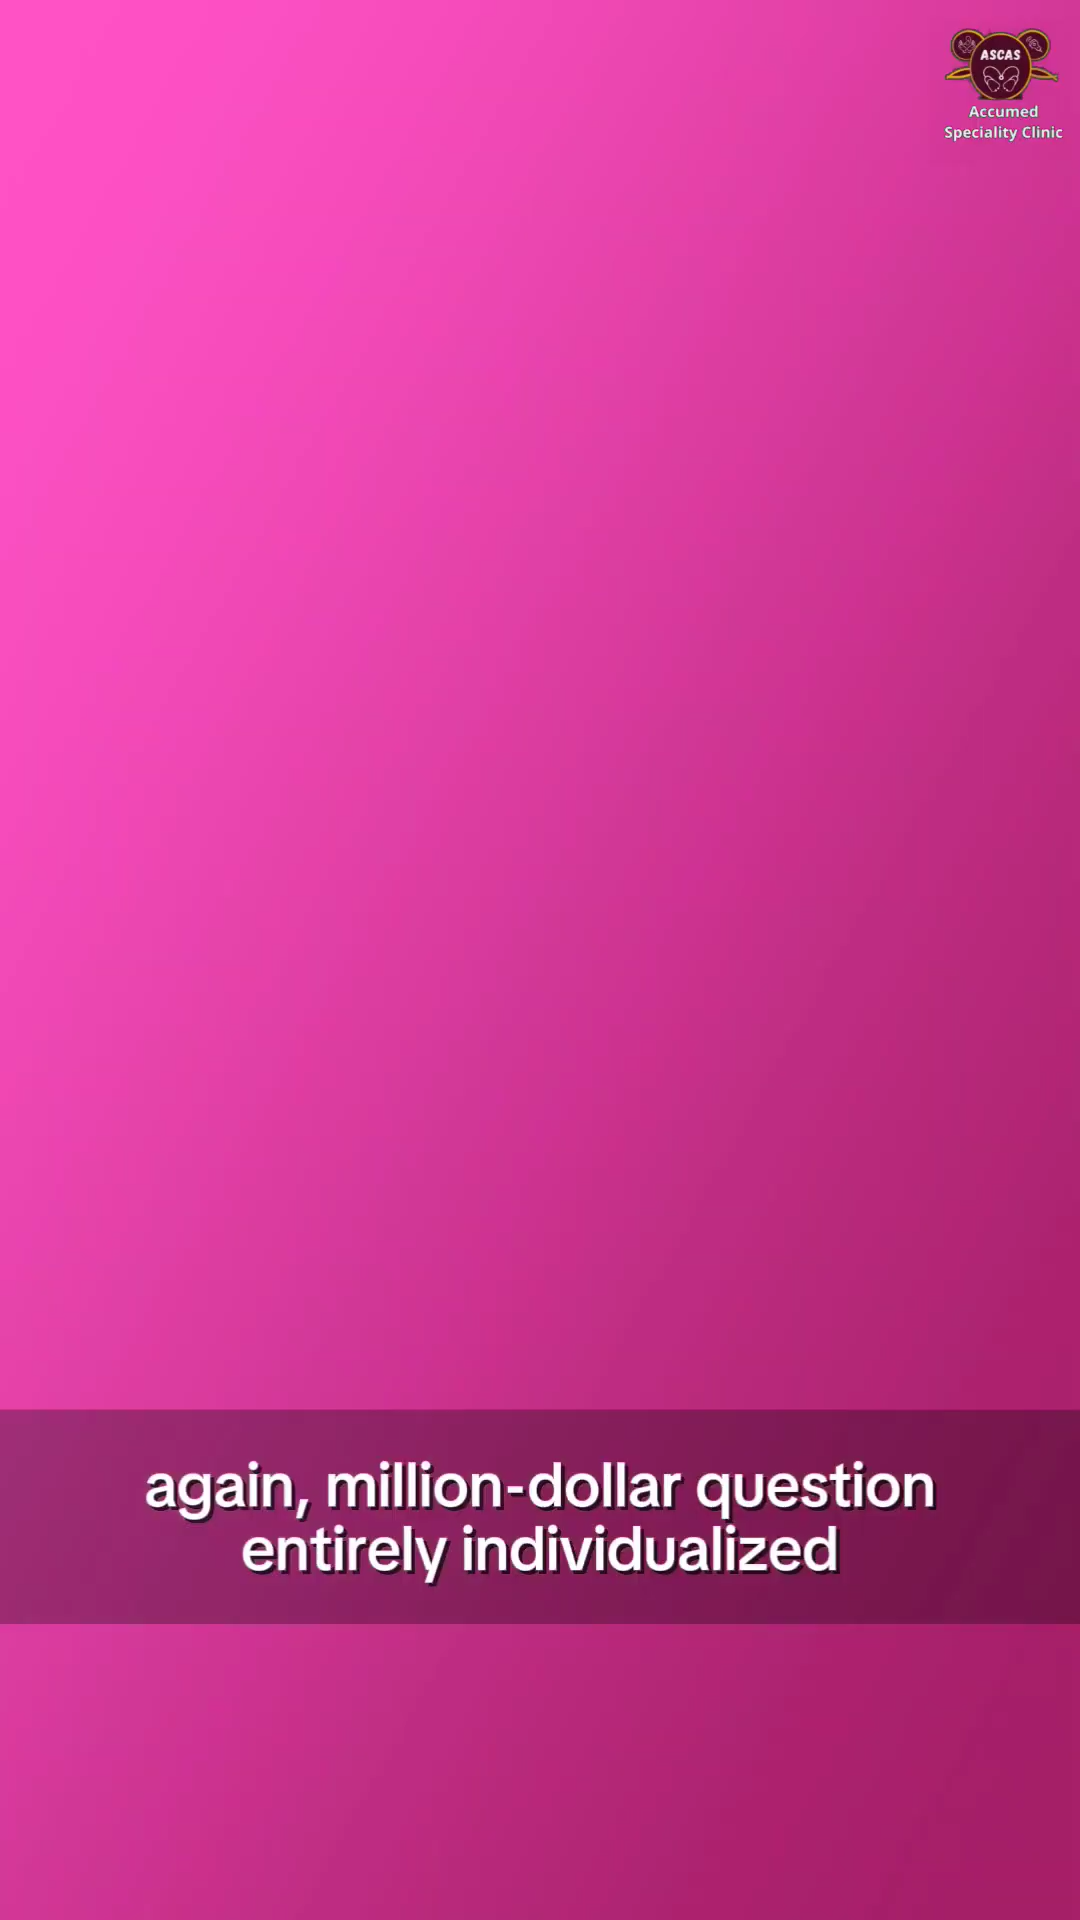 ASCAS
Accumed
Speciality Clinic
again, million-dollar question
entirely individualized